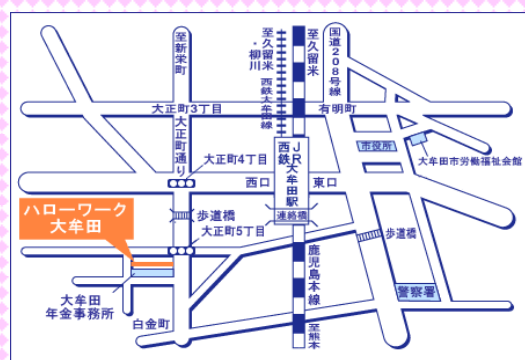 至新栄町
至久留米・柳川
西鉄大牟田線
至久留米
国道208号線
大正町3丁目
有明町
大正町通り
大正町4丁目
市役所
大牟田市労働福祉会館
西鉄
JR
大牟田駅
西口
東口
連絡橋
ハローワーク
大牟田
歩道橋
大正町5丁目
歩道橋
鹿児島本線
大牟田
年金事務所
警察署
白金町
至熊本